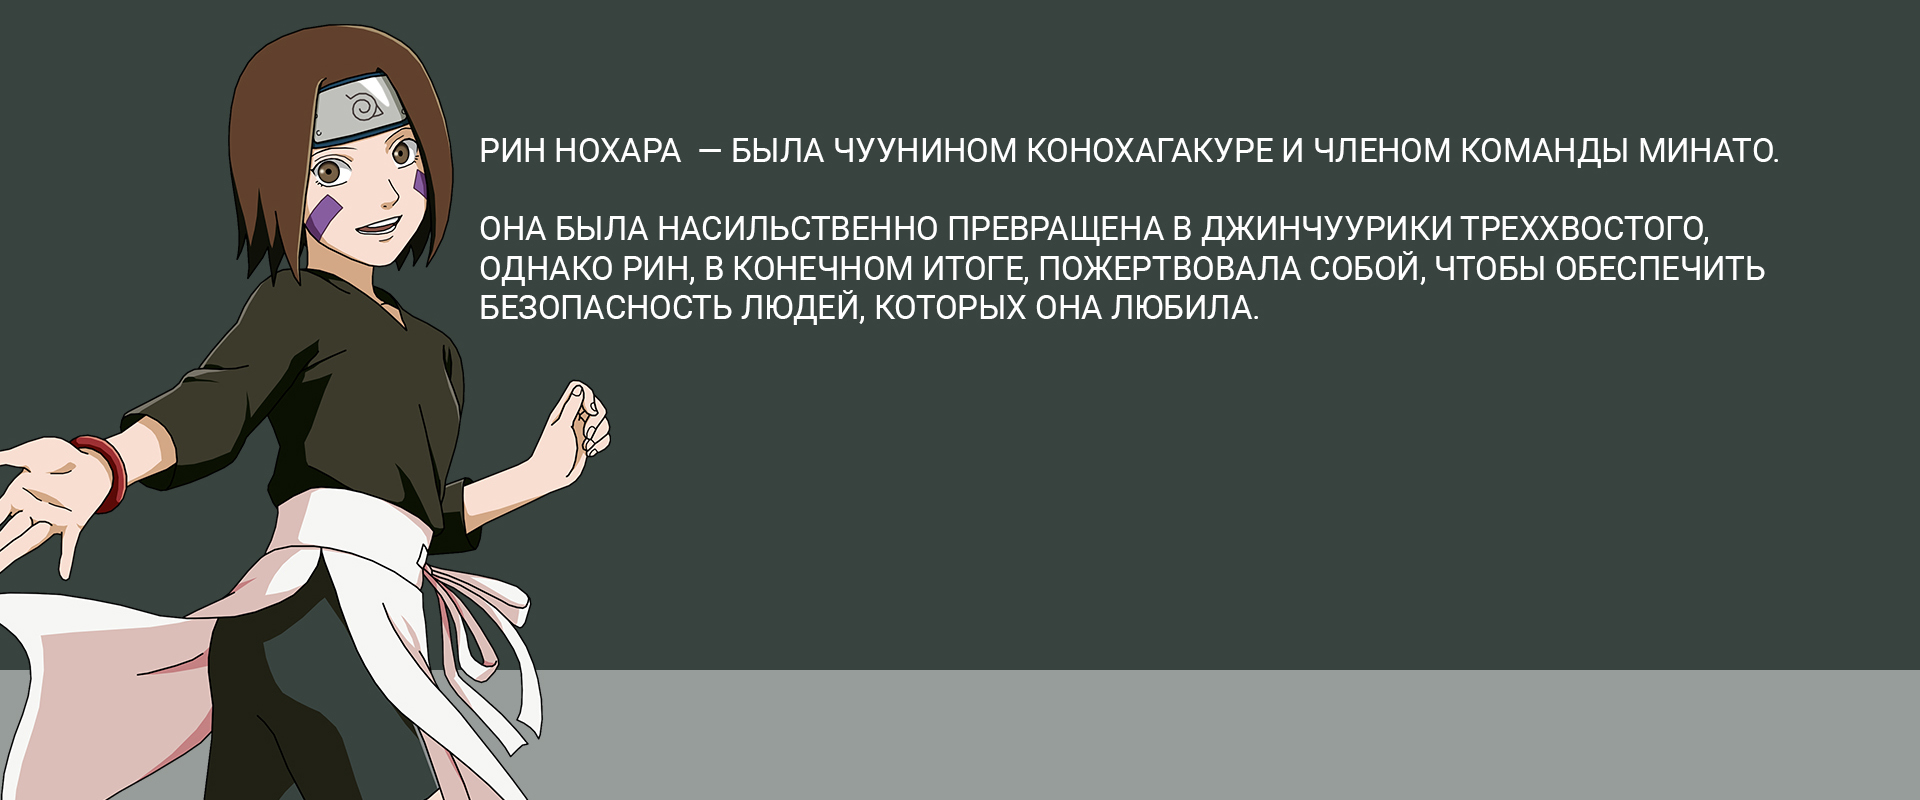 РИН НОХАРА — БЫЛА ЧУУНИНОМ КОНОХАГАКУРЕ И ЧЛЕНОМ КОМАНДЫ МИНАТО.
ОНА БЫЛА НАСИЛЬСТВЕННО ПРЕВРАЩЕНА В ДЖИНЧУУРИКИ ТРЕХХВОСТОГО,
ОДНАКО РИН, В КОНЕЧНОМ ИТОГЕ, ПОЖЕРТВОВАЛА СОБОЙ, ЧТОБЫ ОБЕСПЕЧИТЬ
БЕЗОПАСНОСТЬ ЛЮДЕЙ, КОТОРЫХ ОНА ЛЮБИЛА.